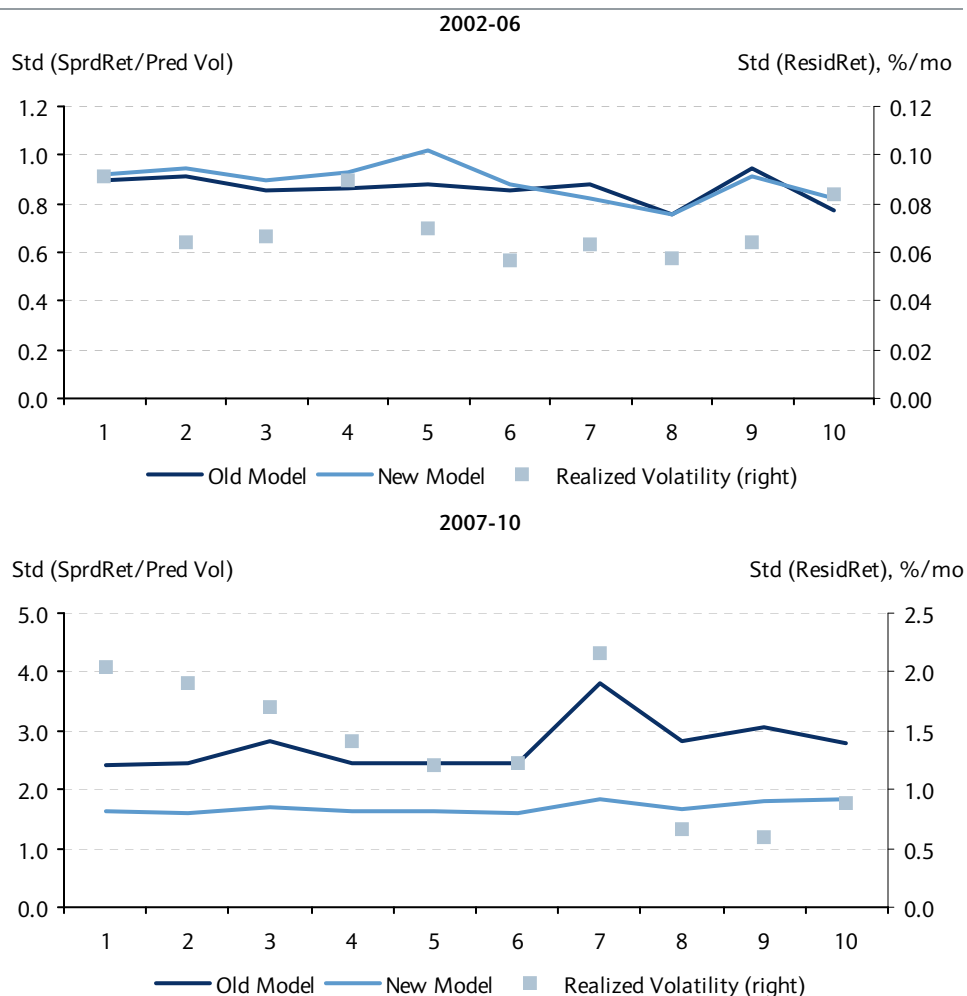 2002-06
Std (SprdRet/Pred Vol) Std (ResidRet), %/mo
1.2 0.12
1.0 0.10
0.8 0.08
0.6 0.06
0.4 0.04
0.2 0.02
0.0 0.00
1 2 3 4 5 6 7 8 9 10
Old Model New Model Realized Volatility (right)
2007-10
Std (SprdRet/Pred Vol) Std (ResidRet), %/mo
5.0 2.5
4.0 2.0
3.0 1.5
2.0 1.0
1.0 0.5
0.0 0.0
1 2 3 4 5 6 7 8 9 10
Old Model New Model Realized Volatility (right)